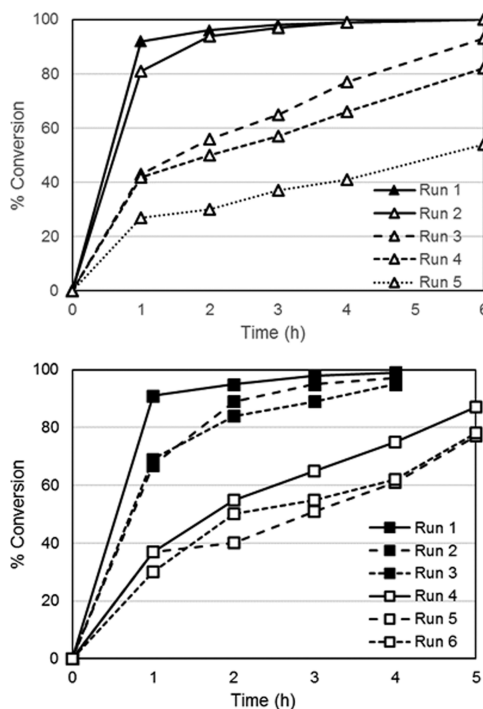 100
80
60
40
20
0
% Conversion
0 1 2 3 4 5 6
Time (h)
Run 1
Run 2
Run 3
Run 4
Run 5
100
80
60
40
20
0
% Conversion
0 1 2 3 4 5
Time (h)
Run 1
Run 2
Run 3
Run 4
Run 5
Run 6